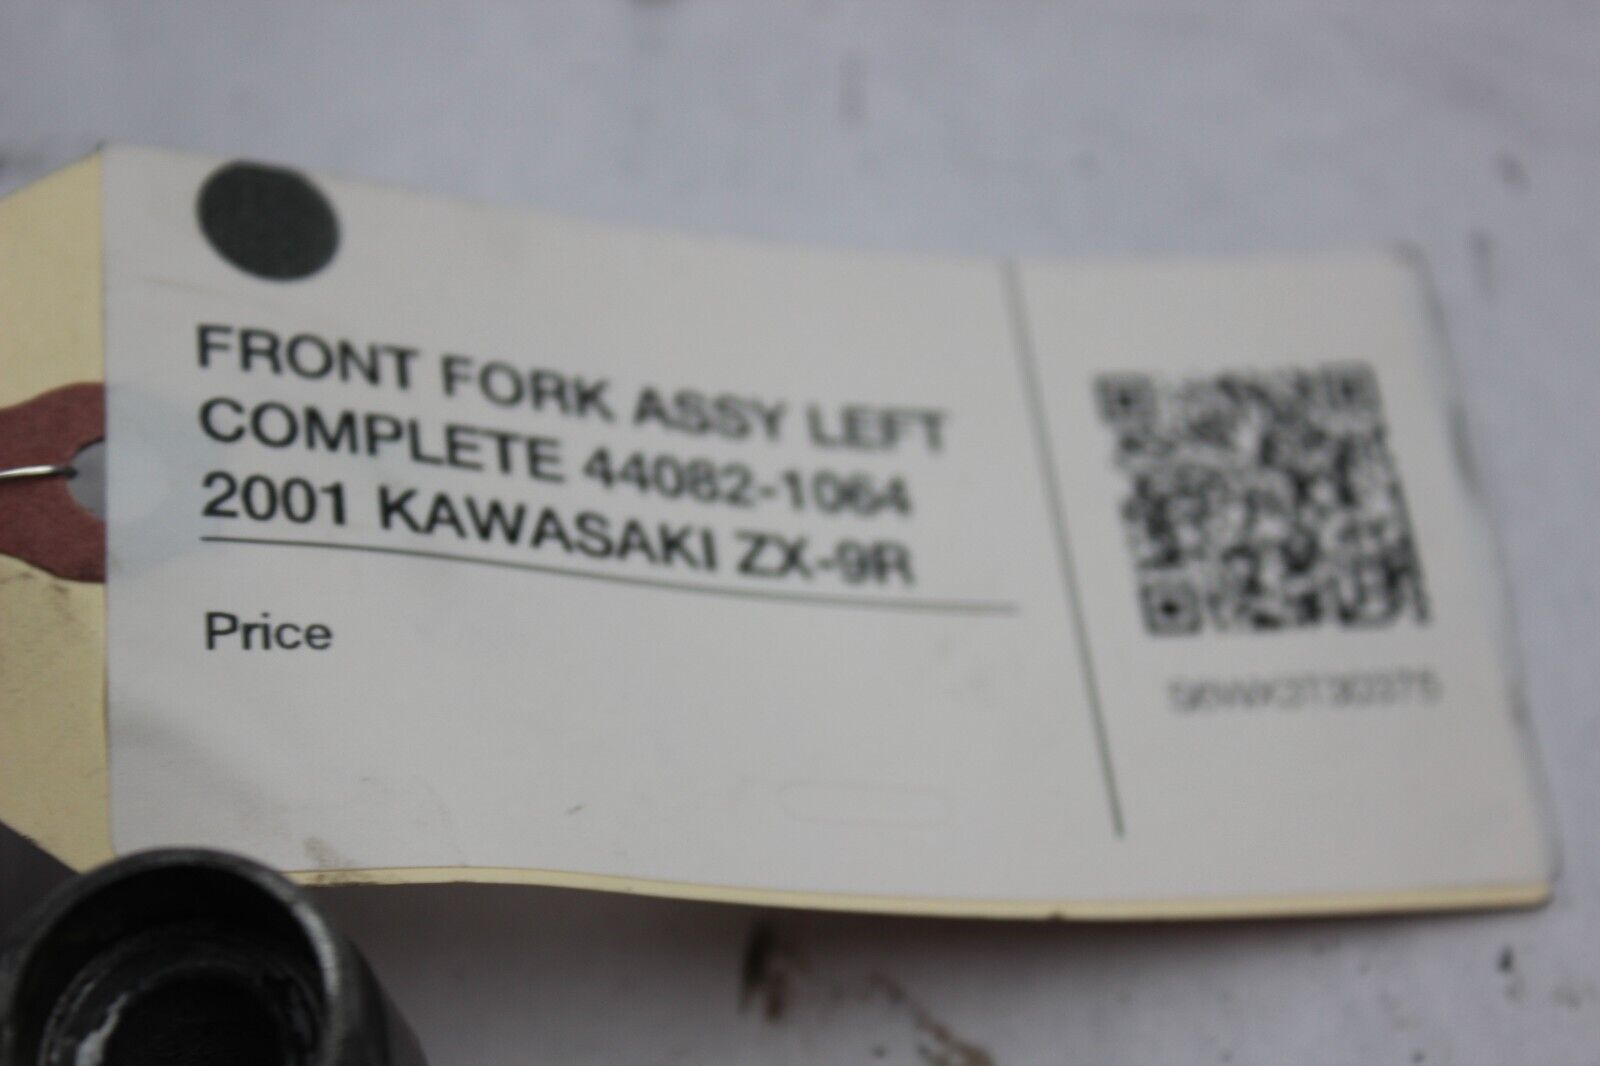 FRONT FORK ASSY LEFT
COMPLETE 44082-1064
2001 KAWASAKI ZX-9R
Price